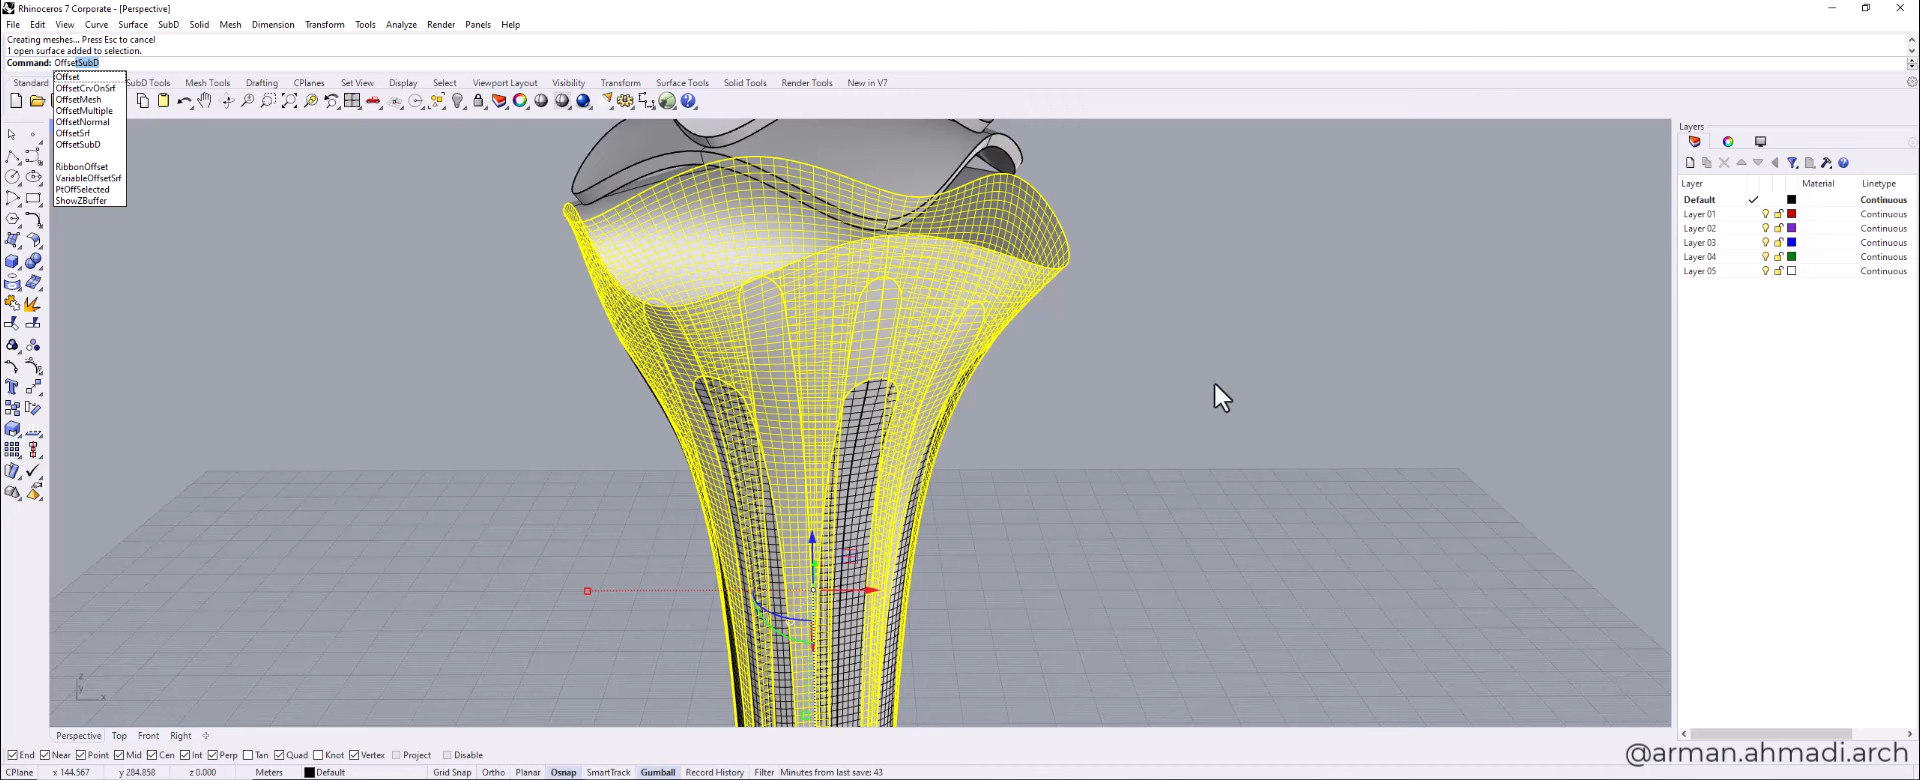 Rhinoceros 7 Corporate - [Perspective]
File Edit View Curve Surface SubD Solid Mesh Dimension Transform Tools Analyze Render Panels Help
Creating meshes... Press Esc to cancel
1 open surface added to selection.
Command: OffsetSubD
Standard SubD Tools Mesh Tools Drafting CPlanes Set View Display Select Viewport Layout Visibility Transform Surface Tools Solid Tools Render Tools New in V7
Offset
OffsetCrvOnSrf
OffsetMesh
OffsetMultiple
OffsetNormal
OffsetSrf
OffsetSubD
RibbonOffset
VariableOffsetSrf
PtOffSelected
ShowZBuffer
Layers
Layer Material Linetype
Default Continuous
Layer 01 Continuous
Layer 02 Continuous
Layer 03 Continuous
Layer 04 Continuous
Layer 05 Continuous
z
y
x
Perspective Top Front Right
@arman.ahmadi.arch
End Near Point Mid Cen Int Perp Tan Quad Knot Vertex Project Disable
CPlane x 144.567 y 284.858 z 0.000 Meters Default Grid Snap Ortho Planar Osnap SmartTrack Gumball Record History Filter Minutes from last save: 43